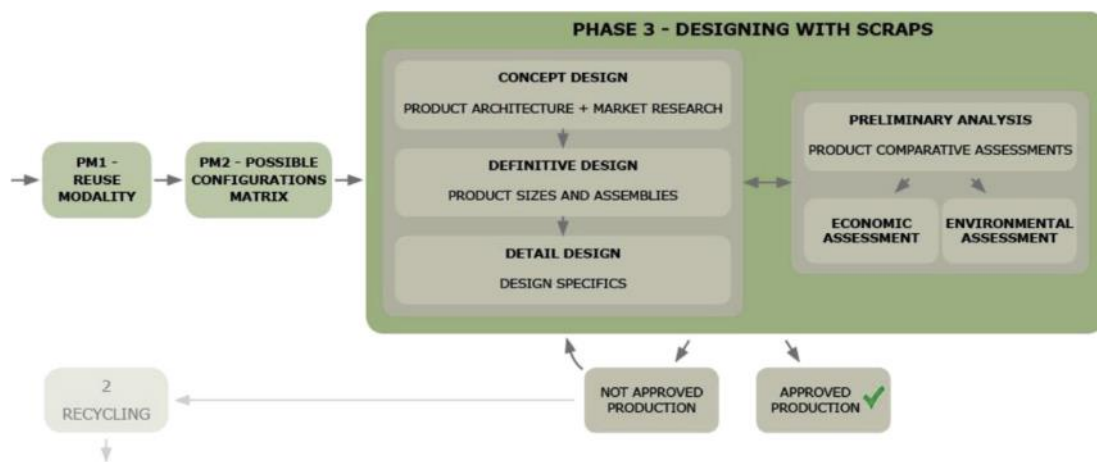 PHASE 3 - DESIGNING WITH SCRAPS
PM1 -
REUSE
MODALITY
PM2 - POSSIBLE
CONFIGURATIONS
MATRIX
CONCEPT DESIGN
PRODUCT ARCHITECTURE + MARKET RESEARCH
DEFINITIVE DESIGN
PRODUCT SIZES AND ASSEMBLIES
DETAIL DESIGN
DESIGN SPECIFICS
PRELIMINARY ANALYSIS
PRODUCT COMPARATIVE ASSESSMENTS
ECONOMIC
ASSESSMENT
ENVIRONMENTAL
ASSESSMENT
2
RECYCLING
NOT APPROVED
PRODUCTION
APPROVED
PRODUCTION